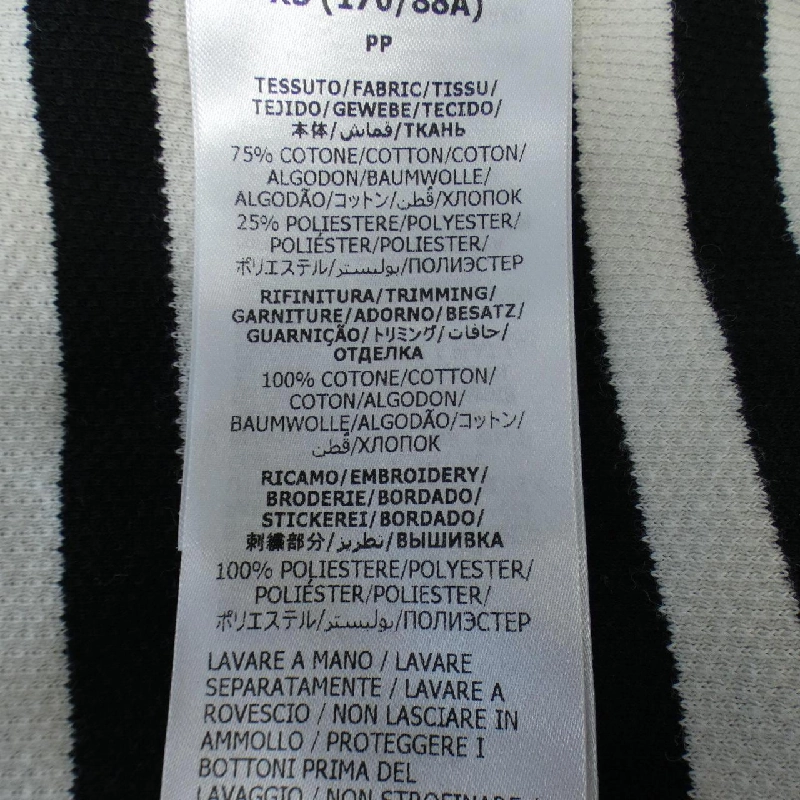 (170/88A)
PP
TESSUTO/FABRIC/TISSU/
TEJIDO/GEWEBE/TECIDO/
本体/قماش/ТКАНЬ
75% COTONE/COTTON/COTON/
ALGODON/BAUMWOLLE/
ALGODÃO/コットン/قطن/ХЛОПОК
25% POLIESTERE/POLYESTER/
POLIÉSTER/POLIESTER/
ポリエステル/بوليستر/ПОЛИЭСТЕР
RIFINITURA/TRIMMING/
GARNITURE/ADORNO/BESATZ/
GUARNIÇÃO/トリミング/حافات/
ОТДЕЛКА
100% COTONE/COTTON/
COTON/ALGODON/
BAUMWOLLE/ALGODÃO/コットン/
قطن/ХЛОПОК
RICAMO/EMBROIDERY/
BRODERIE/BORDADO/
STICKEREI/BORDADO/
刺繍部分/تطريز/ВЫШИВКА
100% POLIESTERE/POLYESTER/
POLIÉSTER/POLIESTER/
ポリエステル/بوليستر/ПОЛИЭСТЕР
LAVARE A MANO / LAVARE
SEPARATAMENTE / LAVARE A
ROVESCIO / NON LASCIARE IN
AMMOLLO / PROTEGGERE I
BOTTONI PRIMA DEL
LAVAGGIO / NON STROFINARE /